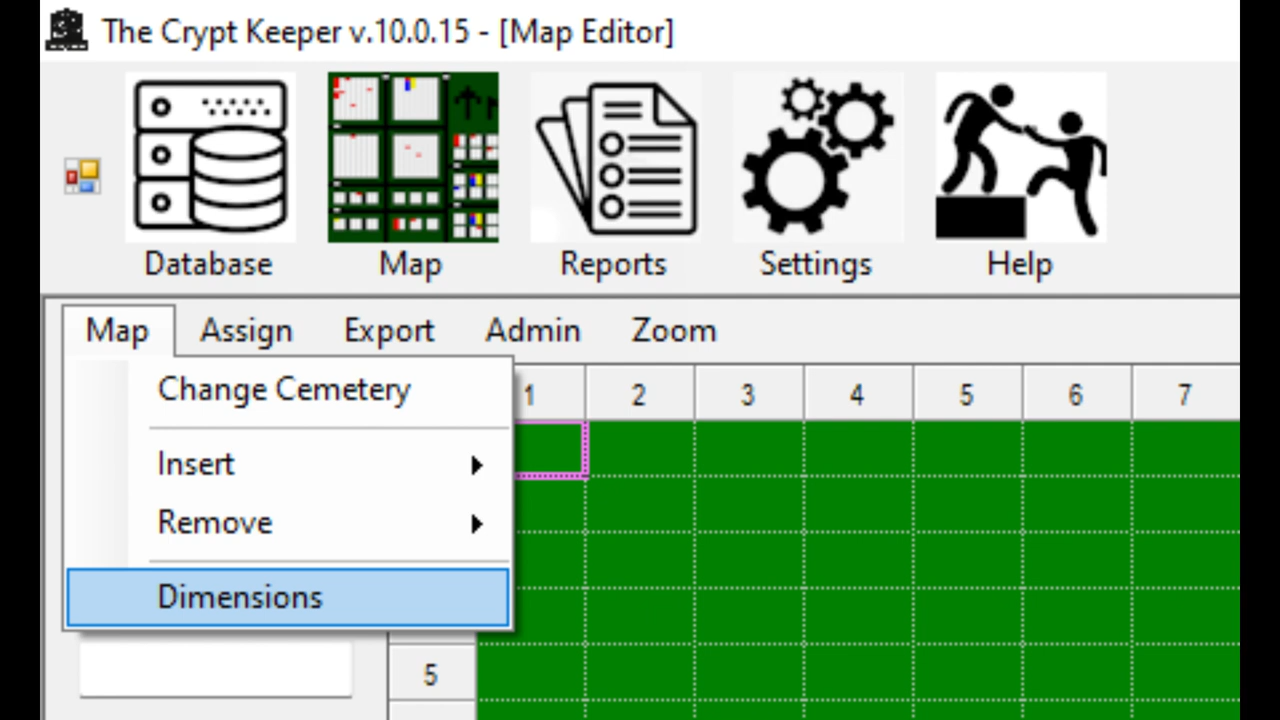 The Crypt Keeper v.10.0.15 - [Map Editor]
Database Map Reports Settings Help
Map Assign Export Admin Zoom
Change Cemetery
1 2 3 4 5 6 7
Insert
Remove
Dimensions
5